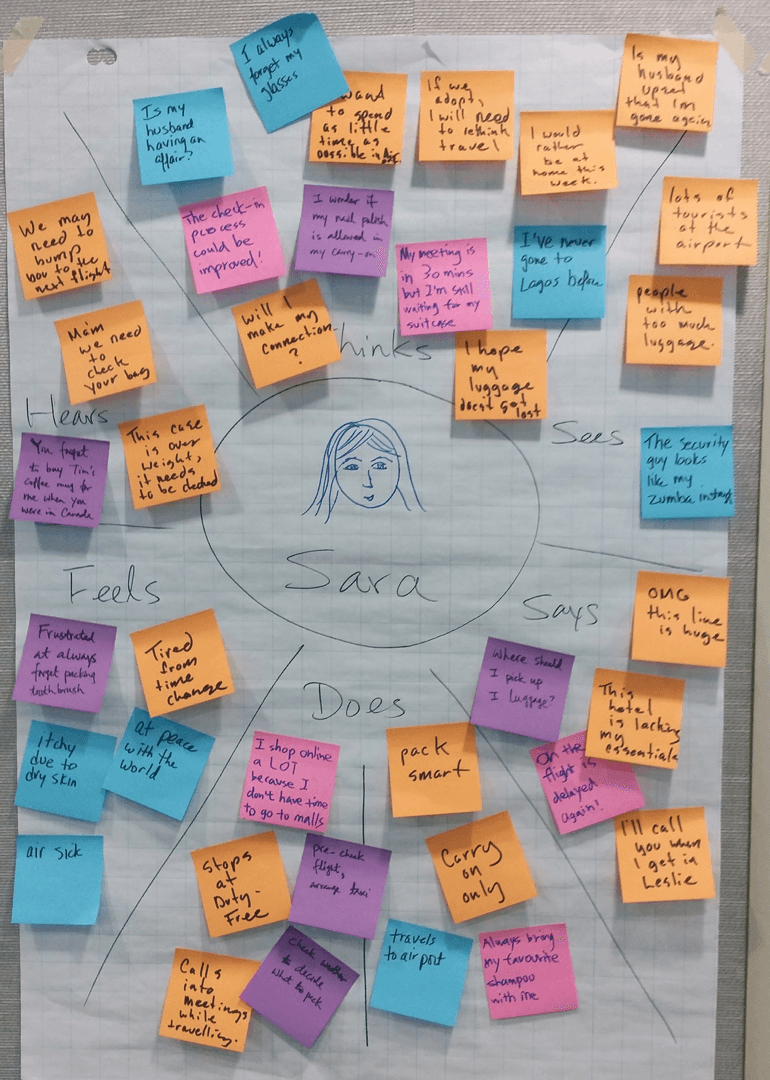 I always
forget my
glasses
Is my
husband
having an
affair?
want
to spend
as little
time as
possible in
If we
adopt,
I will need
to rethink
travel
I would
rather
be at
home this
week.
Is my
husband
upset
that I'm
gone again
The check-in
process
could be
improved!
I wonder if
my nail polish
is allowed in
my carry-on
My meeting is
in 30 mins
but I'm still
waiting for my
suitcase
I've never
gone to
Lagos before
Will I
make my
connection
?
I hope
my
luggage
doesn't get lost
hinks
We may
need to
bump
you to the
next flight
Mam
we need
to
check
your bag
Hears
You forgot
to buy Tim's
coffee mug for
me when you
were in Canada
This case
is over
weight,
it needs
to be checked
lots of
tourists
at the
airport
people
with
too much
luggage.
Sees
The security
guy looks
like my
zumba
Sara
Feels
Frustrated
at always
forget packing
toothbrush
Tired
from
time
change
Itchy
due to
dry skin
at peace
with the
world
air sick
Does
I shop online
a LOT
because I
don't have time
to go to malls
pack
smart
Stops
at
Duty-
Free
pre-check
flight,
arrange taxi
Carry
on
only
Calls
into
meetings
while
travelling.
Check weather
to decide
what to pack
travels
to airport
Always bring
my favourite
shampoo
with me
Says
OMG
this line
is huge
Where should
I pick up
I luggage?
This
hotel
is lacking
my
essentials
Oh the
flight is
delayed
again!
I'll call
you when
I get in
Leslie